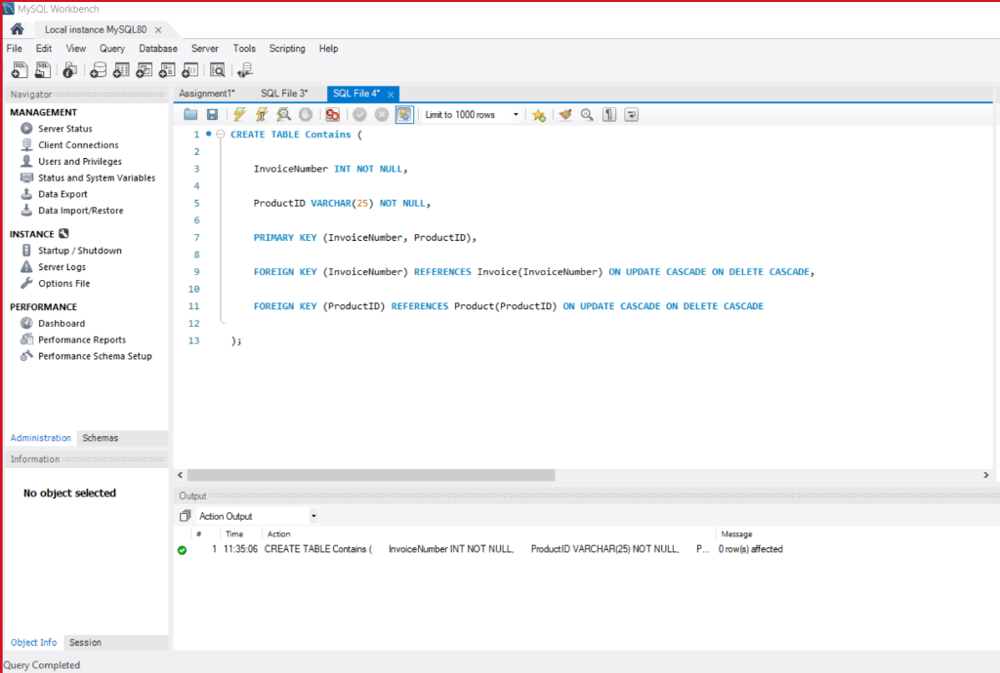 MySQL Workbench
Local instance MySQL80
File Edit View Query Database Server Tools Scripting Help
Navigator
MANAGEMENT
Server Status
Client Connections
Users and Privileges
Status and System Variables
Data Export
Data Import/Restore
INSTANCE
Startup / Shutdown
Server Logs
Options File
PERFORMANCE
Dashboard
Performance Reports
Performance Schema Setup
Administration Schemas
Information
No object selected
Object Info Session
Assignment1* SQL File 3* SQL File 4*
Limit to 1000 rows
1 CREATE TABLE Contains (
2
3 InvoiceNumber INT NOT NULL,
4
5 ProductID VARCHAR(25) NOT NULL,
6
7 PRIMARY KEY (InvoiceNumber, ProductID),
8
9 FOREIGN KEY (InvoiceNumber) REFERENCES Invoice(InvoiceNumber) ON UPDATE CASCADE ON DELETE CASCADE,
10
11 FOREIGN KEY (ProductID) REFERENCES Product(ProductID) ON UPDATE CASCADE ON DELETE CASCADE
12
13 );
Output
Action Output
# Time Action Message
1 11:35:06 CREATE TABLE Contains ( InvoiceNumber INT NOT NULL, ProductID VARCHAR(25) NOT NULL, P... 0 row(s) affected
Query Completed